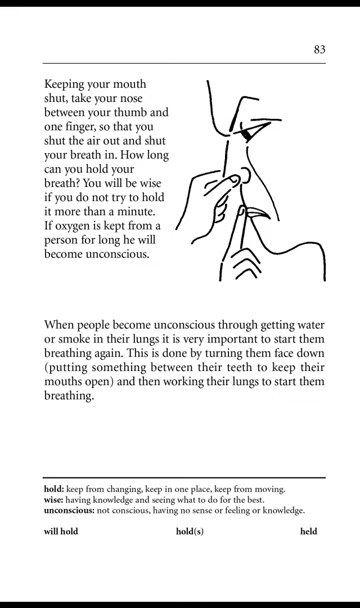 83
Keeping your mouth
shut, take your nose
between your thumb and
one finger, so that you
shut the air out and shut
your breath in. How long
can you hold your
breath? You will be wise
if you do not try to hold
it more than a minute.
If oxygen is kept from a
person for long he will
become unconscious.
When people become unconscious through getting water
or smoke in their lungs it is very important to start them
breathing again. This is done by turning them face down
(putting something between their teeth to keep their
mouths open) and then working their lungs to start them
breathing.
hold: keep from changing, keep in one place, keep from moving.
wise: having knowledge and seeing what to do for the best.
unconscious: not conscious, having no sense or feeling or knowledge.
will hold hold(s) held